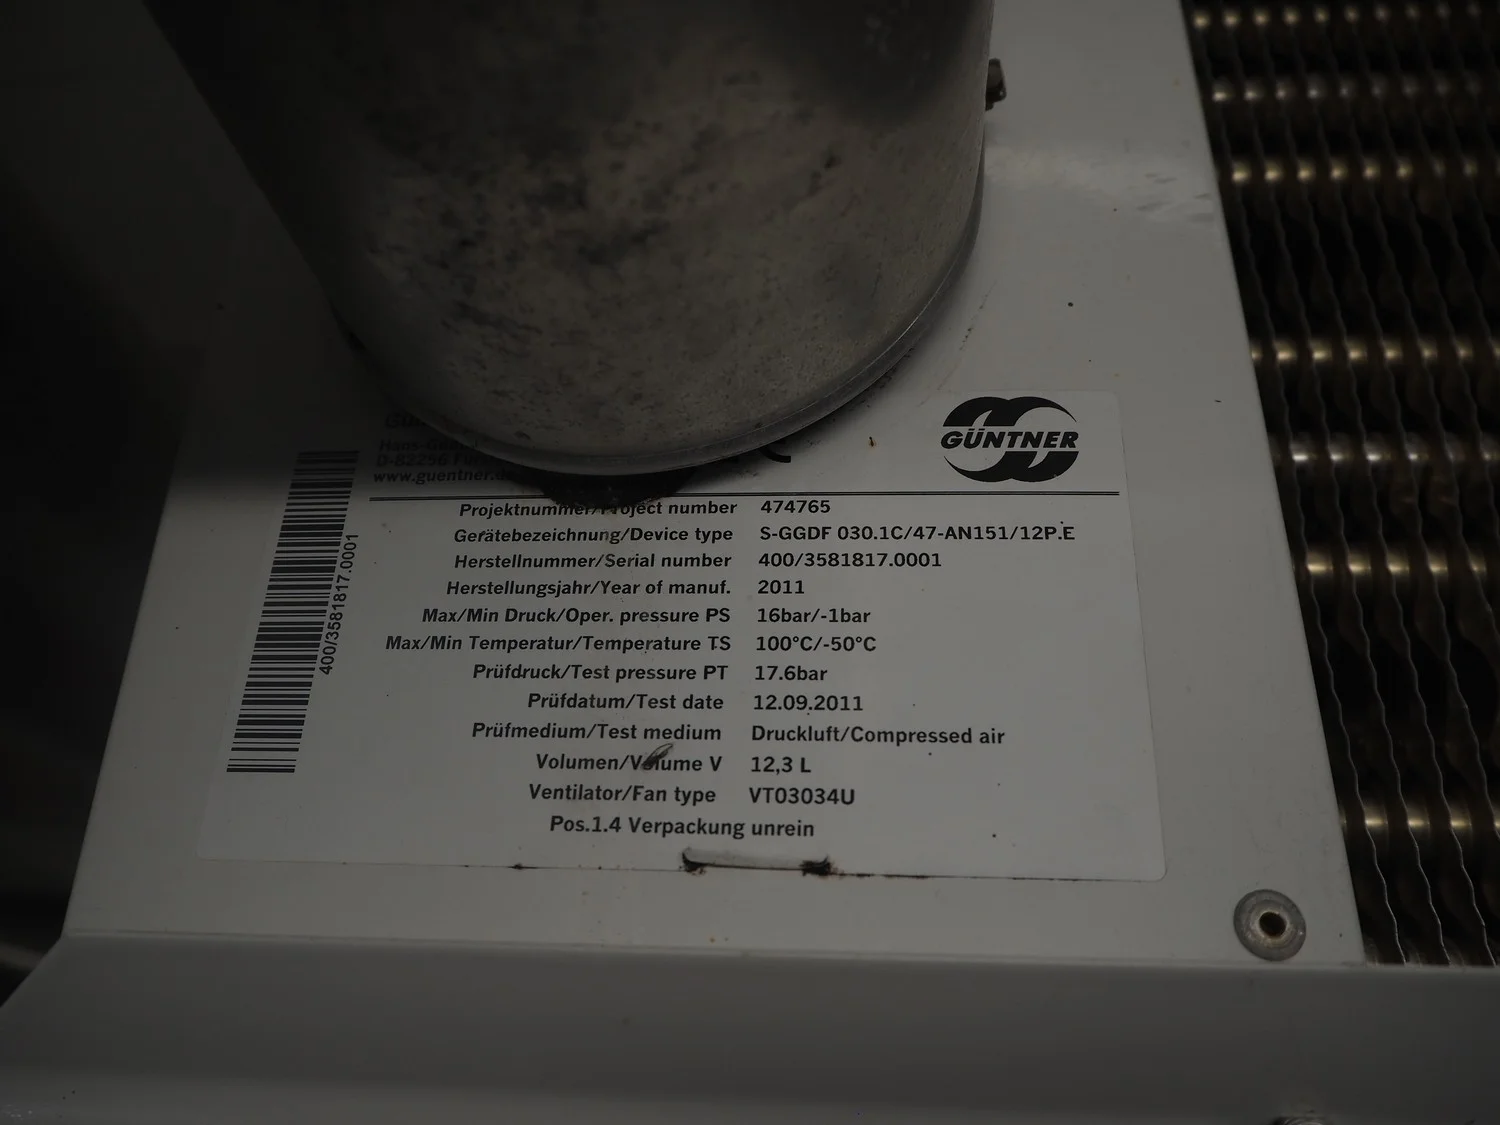 GÜNTNER
D-82256
www.guentner.de
Projektnummer/Project number 474765
Gerätebezeichnung/Device type S-GGDF 030.1C/47-AN151/12P.E
Herstellnummer/Serial number 400/3581817.0001
Herstellungsjahr/Year of manuf. 2011
Max/Min Druck/Oper. pressure PS 16bar/-1bar
Max/Min Temperatur/Temperature TS 100°C/-50°C
Prüfdruck/Test pressure PT 17.6bar
Prüfdatum/Test date 12.09.2011
Prüfmedium/Test medium Druckluft/Compressed air
Volumen/Volume V 12,3 L
Ventilator/Fan type VT03034U
Pos.1.4 Verpackung unrein
400/3581817.0001